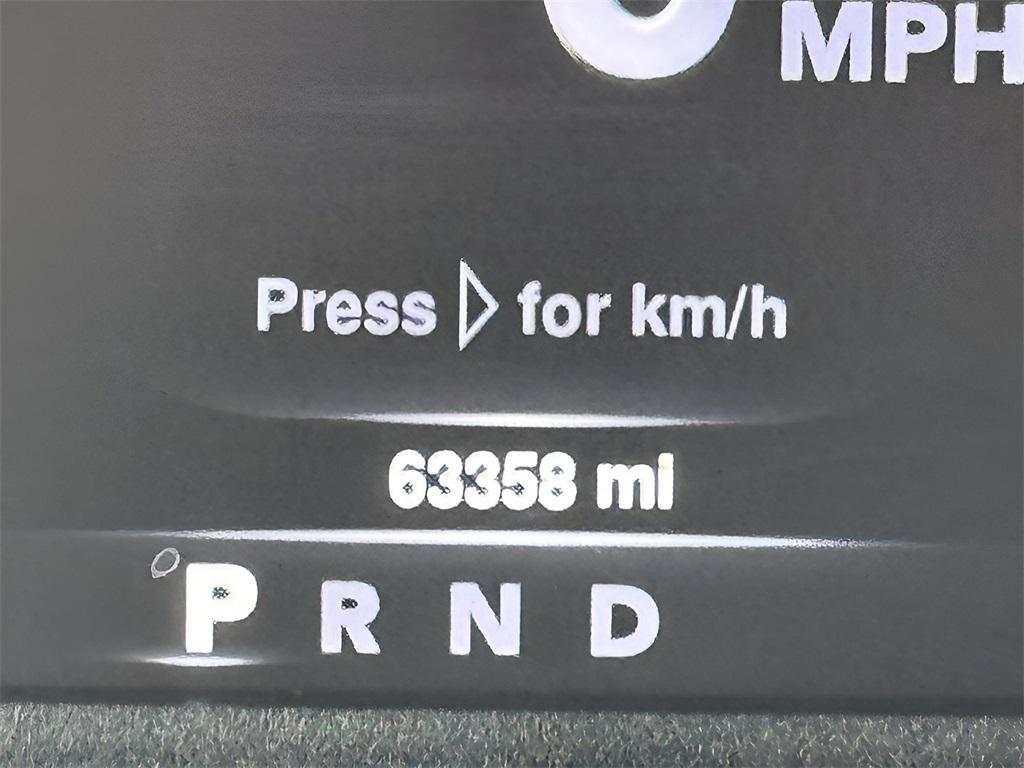 MPH
Press ▷ for km/h
63358 mi
P R N D